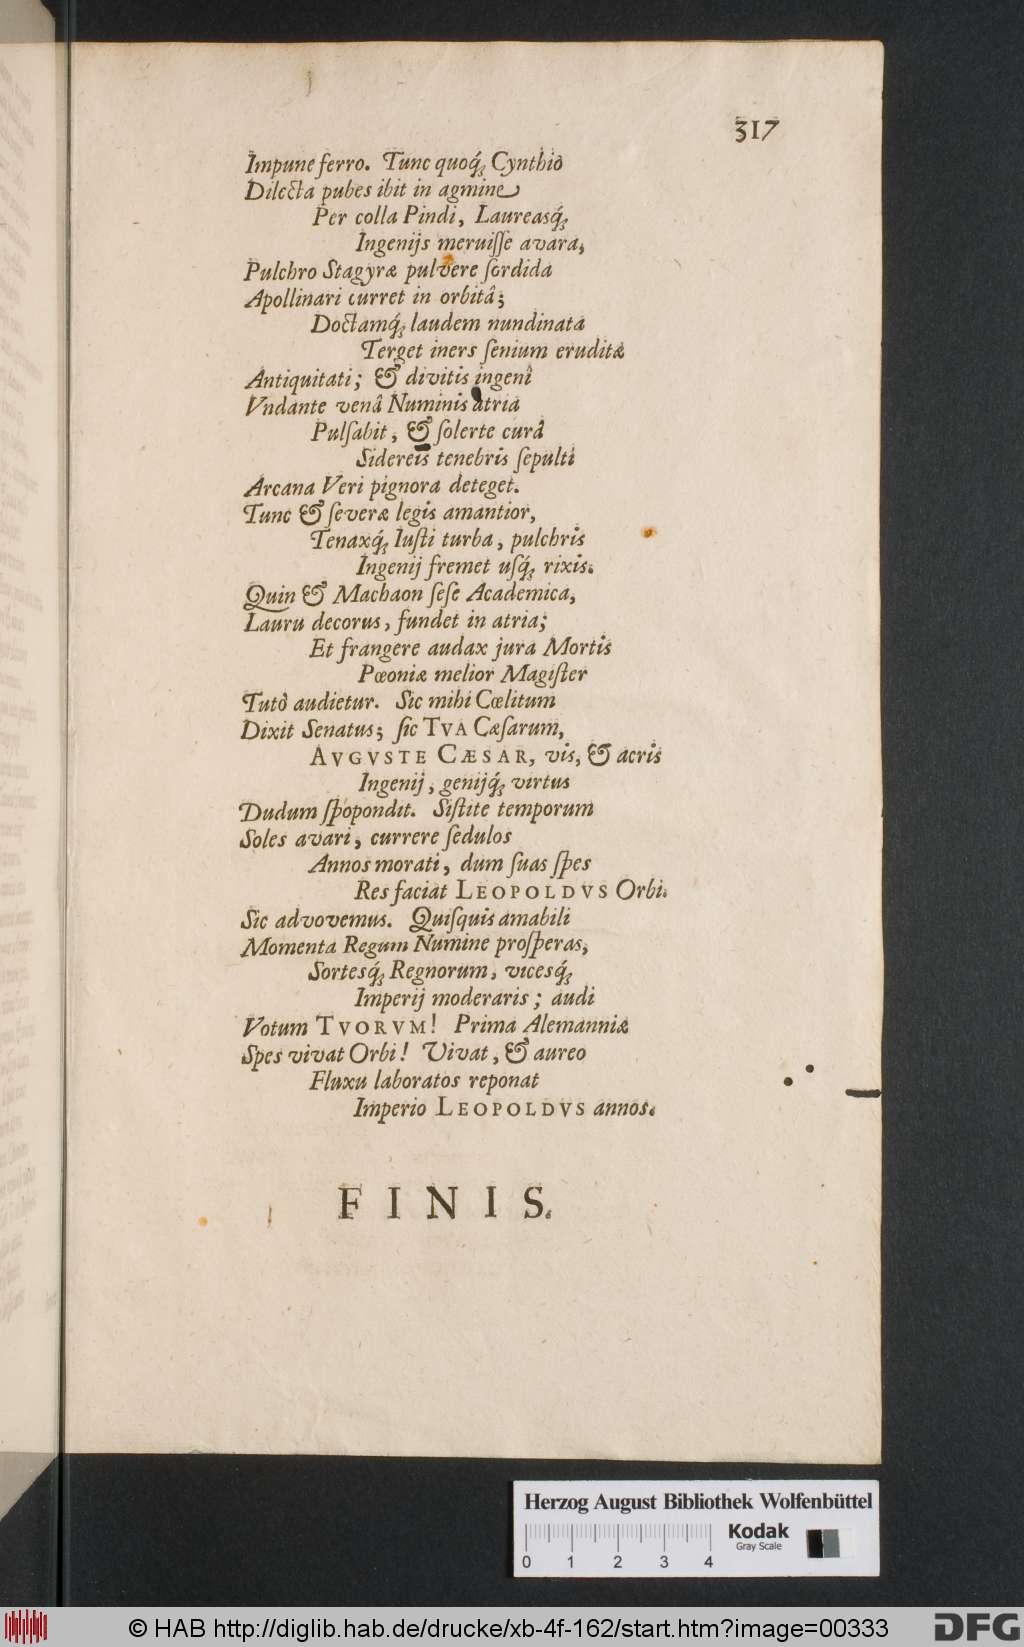 317
Impune ferro. Tunc quoq́; Cynthiò
Dilecta pubes ibit in agmine
Per colla Pindi, Laureasq́;
Ingenijs meruiſſe avara,
Pulchro Stagyræ pulvere ſordida
Apollinari curret in orbitâ;
Doctamq́; laudem nundinata
Terget iners ſenium eruditæ
Antiquitati; & divitis ingenî
Vndante venâ Numinis atria
Pulſabit, & ſolerte curâ
Sidereis tenebris ſepulti
Arcana Veri pignora deteget.
Tunc & ſeveræ legis amantior,
Tenaxq́; Iuſti turba, pulchris
Ingenij fremet uſq́; rixis.
Quin & Machaon ſeſe Academica,
Lauru decorus, fundet in atria;
Et frangere audax jura Mortis
Pœoniæ melior Magiſter
Tutò audietur. Sic mihi Cœlitum
Dixit Senatus; ſic TVA Cæſarum,
AVGVSTE CÆSAR, vis, & acris
Ingenij, genijq́; virtus
Dudum ſpopondit. Siſtite temporum
Soles avari, currere ſedulos
Annos morati, dum ſuas ſpes
Res faciat LEOPOLDVS Orbi.
Sic advovemus. Quiſquis amabili
Momenta Regum Numine proſperas,
Sortesq́; Regnorum, vicesq́;
Imperij moderaris; audi
Votum TVORVM! Prima Alemanniæ
Spes vivat Orbi! Vivat, & aureo
Fluxu laboratos reponat
Imperio LEOPOLDVS annos.
FINIS.
Herzog August Bibliothek Wolfenbüttel
0 1 2 3 4
Kodak
Gray Scale
© HAB http://diglib.hab.de/drucke/xb-4f-162/start.htm?image=00333
DFG